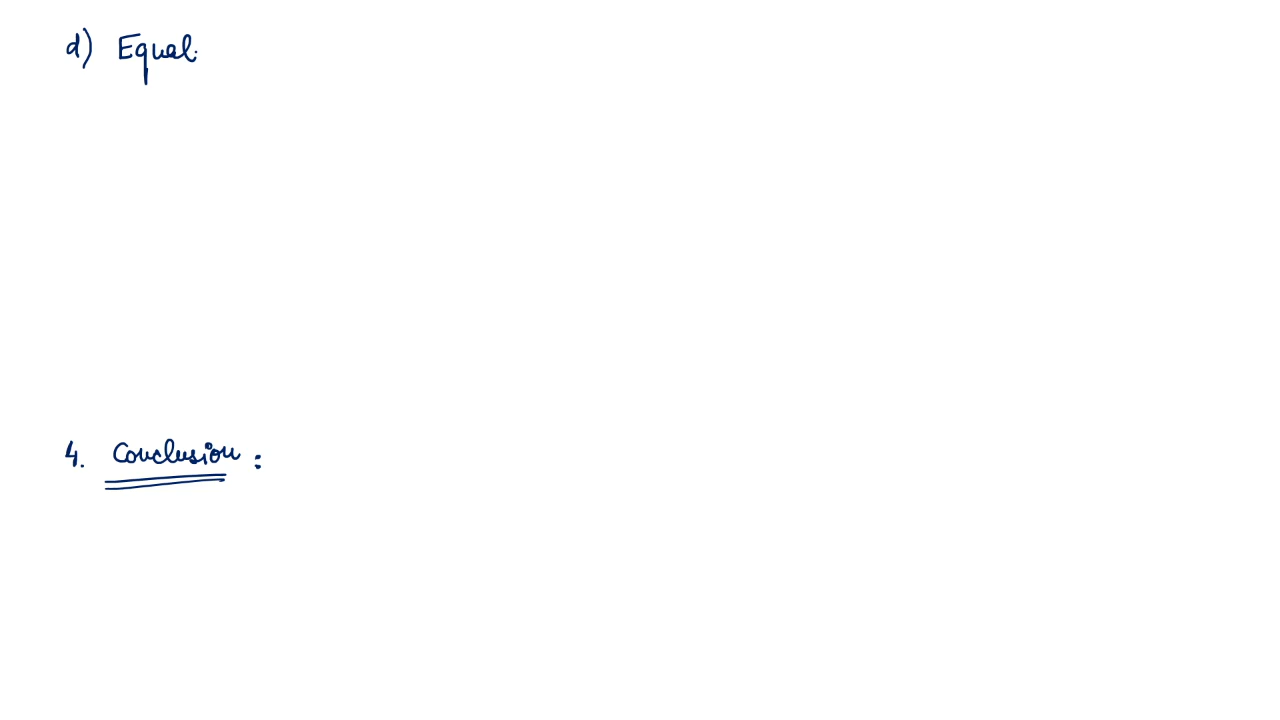 d) Equal.
4. Conclusion :